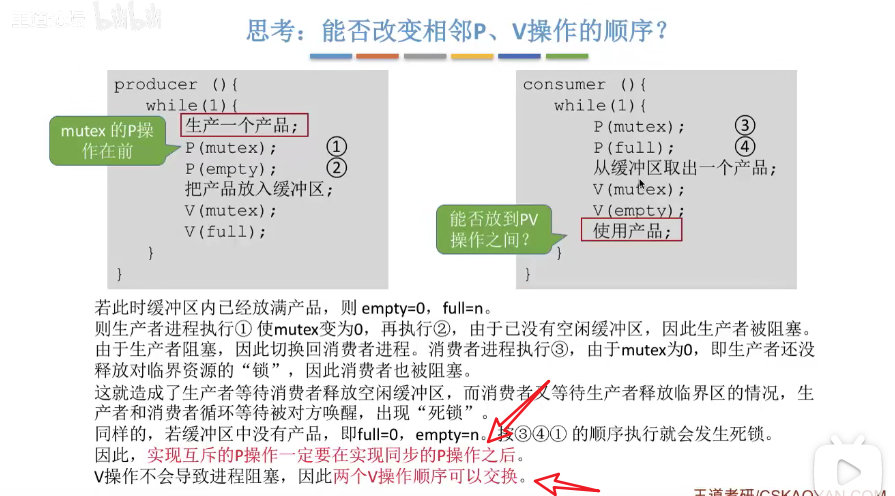 王道考研 bilibili
思考：能否改变相邻P、V操作的顺序？
producer (){
while(1){
生产一个产品;
P(mutex); ①
P(empty); ②
把产品放入缓冲区;
V(mutex);
V(full);
}
}
mutex 的P操
作在前
consumer (){
while(1){
P(mutex); ③
P(full); ④
从缓冲区取出一个产品;
V(mutex);
V(empty);
使用产品;
}
}
能否放到PV
操作之间？
若此时缓冲区内已经放满产品，则 empty=0，full=n。
则生产者进程执行① 使mutex变为0，再执行②，由于已没有空闲缓冲区，因此生产者被阻塞。
由于生产者阻塞，因此切换回消费者进程。消费者进程执行③，由于mutex为0，即生产者还没
释放对临界资源的“锁”，因此消费者也被阻塞。
这就造成了生产者等待消费者释放空闲缓冲区，而消费者又等待生产者释放临界区的情况，生
产者和消费者循环等待被对方唤醒，出现“死锁”。
同样的，若缓冲区中没有产品，即full=0，empty=n。按③④① 的顺序执行就会发生死锁。
因此，实现互斥的P操作一定要在实现同步的P操作之后。
V操作不会导致进程阻塞，因此两个V操作顺序可以交换。
王道考研/CSKAOYAN.COM